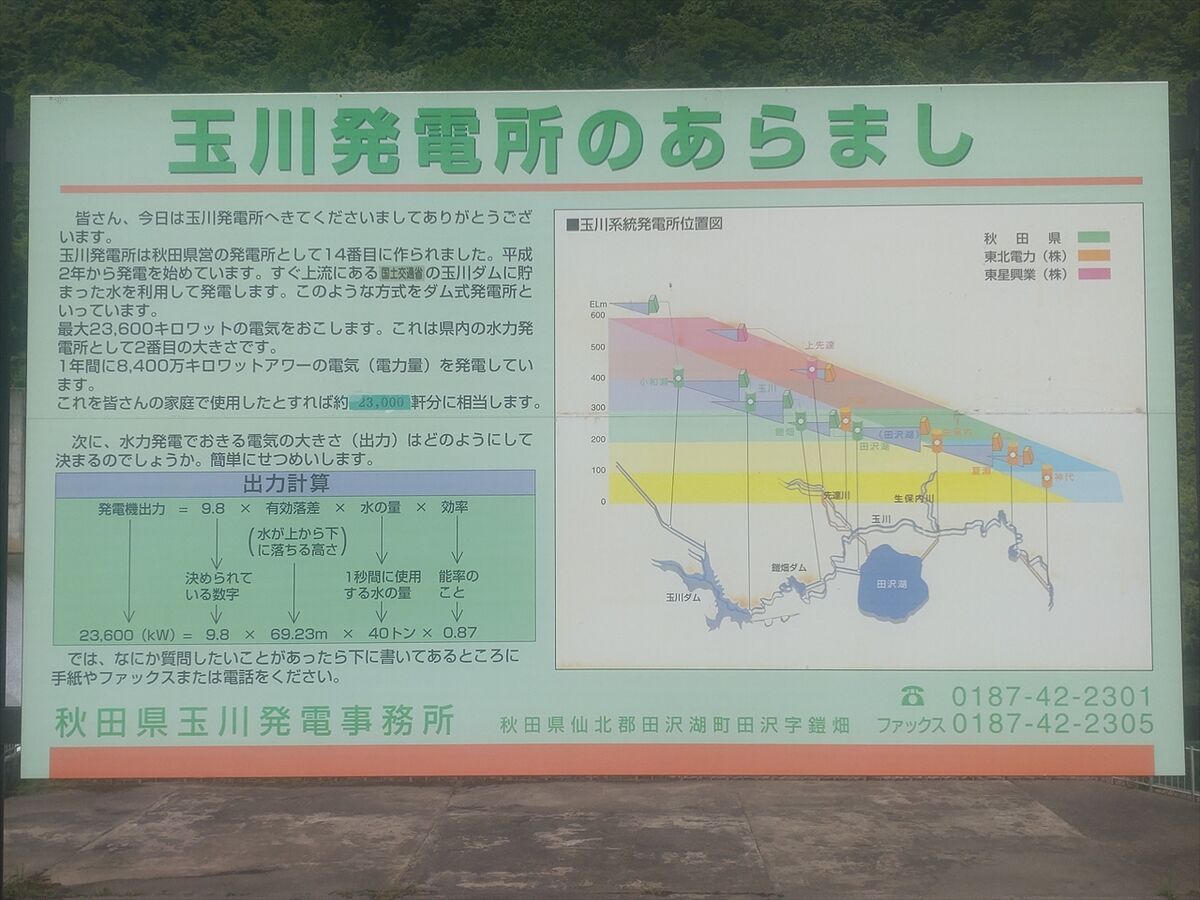 玉川発電所のあらまし
皆さん、今日は玉川発電所へきてくださいましてありがとうござ
います。
玉川発電所は秋田県営の発電所として14番目に作られました。平成
2年から発電を始めています。すぐ上流にある国土交通省の玉川ダムに貯
まった水を利用して発電します。このような方式をダム式発電所と
いっています。
最大23,600キロワットの電気をおこします。これは県内の水力発
電所として2番目の大きさです。
1年間に8,400万キロワットアワーの電気（電力量）を発電してい
ます。
これを皆さんの家庭で使用したとすれば約 23,000 軒分に相当します。
次に、水力発電でおきる電気の大きさ（出力）はどのようにして
決まるのでしょうか。簡単にせつめいします。
出力計算
発電機出力 = 9.8 × 有効落差 × 水の量 × 効率
（水が上から下
に落ちる高さ）
決められて
いる数字
1秒間に使用
する水の量
能率の
こと
23,600（kW）= 9.8 × 69.23m × 40トン × 0.87
では、なにか質問したいことがあったら下に書いてあるところに
手紙やファックスまたは電話をください。
■玉川系統発電所位置図
秋田県
東北電力（株）
東星興業（株）
ELm
600
500
400
300
200
100
0
上先達
小和瀬
玉川
鎧畑
田沢湖
（田沢湖）
生保内
夏瀬
神代
先達川
生保内川
玉川
鎧畑ダム
玉川ダム
田沢湖
秋田県玉川発電事務所
秋田県仙北郡田沢湖町田沢字鎧畑
☎ 0187-42-2301
ファックス 0187-42-2305